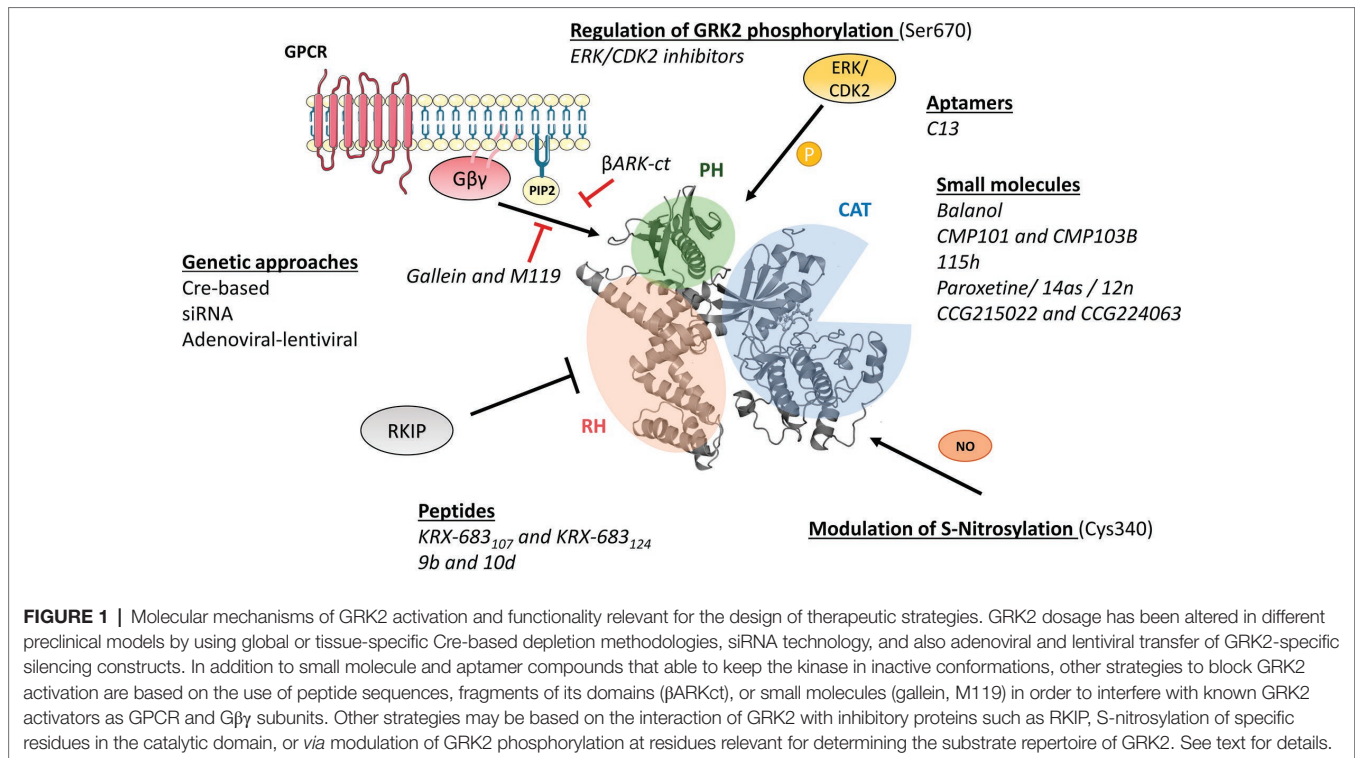 Regulation of GRK2 phosphorylation (Ser670)
ERK/CDK2 inhibitors
GPCR
ERK/
CDK2
Aptamers
C13
P
Gβγ
PIP2
βARK-ct
PH
CAT
Small molecules
Balanol
CMP101 and CMP103B
115h
Paroxetine/ 14as / 12n
CCG215022 and CCG224063
Genetic approaches
Cre-based
siRNA
Adenoviral-lentiviral
Gallein and M119
RKIP
RH
NO
Peptides
KRX-683107 and KRX-683124
9b and 10d
Modulation of S-Nitrosylation (Cys340)
FIGURE 1 | Molecular mechanisms of GRK2 activation and functionality relevant for the design of therapeutic strategies. GRK2 dosage has been altered in different
preclinical models by using global or tissue-specific Cre-based depletion methodologies, siRNA technology, and also adenoviral and lentiviral transfer of GRK2-specific
silencing constructs. In addition to small molecule and aptamer compounds that able to keep the kinase in inactive conformations, other strategies to block GRK2
activation are based on the use of peptide sequences, fragments of its domains (βARKct), or small molecules (gallein, M119) in order to interfere with known GRK2
activators as GPCR and Gβγ subunits. Other strategies may be based on the interaction of GRK2 with inhibitory proteins such as RKIP, S-nitrosylation of specific
residues in the catalytic domain, or via modulation of GRK2 phosphorylation at residues relevant for determining the substrate repertoire of GRK2. See text for details.